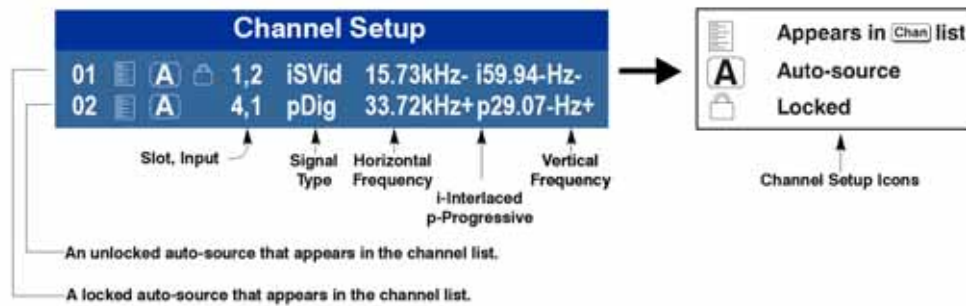 Channel Setup
01 A 1,2 iSVid 15.73kHz- i59.94-Hz-
02 A 4,1 pDig 33.72kHz+ p29.07-Hz+
Slot, Input
Signal Type
Horizontal Frequency
i-Interlaced
p-Progressive
Vertical Frequency
An unlocked auto-source that appears in the channel list.
A locked auto-source that appears in the channel list.
Appears in Chan list
A Auto-source
Locked
Channel Setup Icons